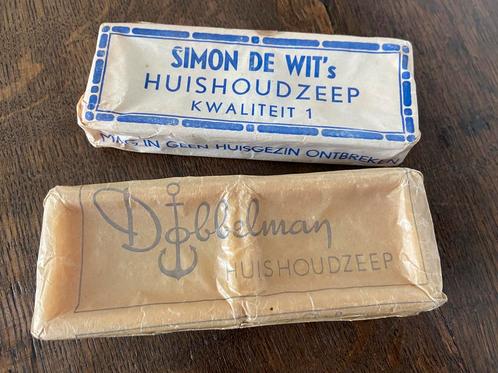 SIMON DE WIT's
HUISHOUDZEEP
KWALITEIT 1
MAG IN GEEN HUISGEZIN ONTBREKEN
Dobbelman
HUISHOUDZEEP